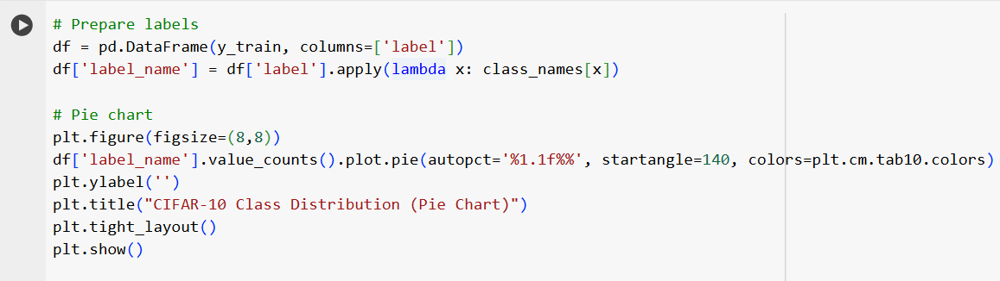 # Prepare labels
df = pd.DataFrame(y_train, columns=['label'])
df['label_name'] = df['label'].apply(lambda x: class_names[x])
# Pie chart
plt.figure(figsize=(8,8))
df['label_name'].value_counts().plot.pie(autopct='%1.1f%%', startangle=140, colors=plt.cm.tab10.colors)
plt.ylabel('')
plt.title("CIFAR-10 Class Distribution (Pie Chart)")
plt.tight_layout()
plt.show()